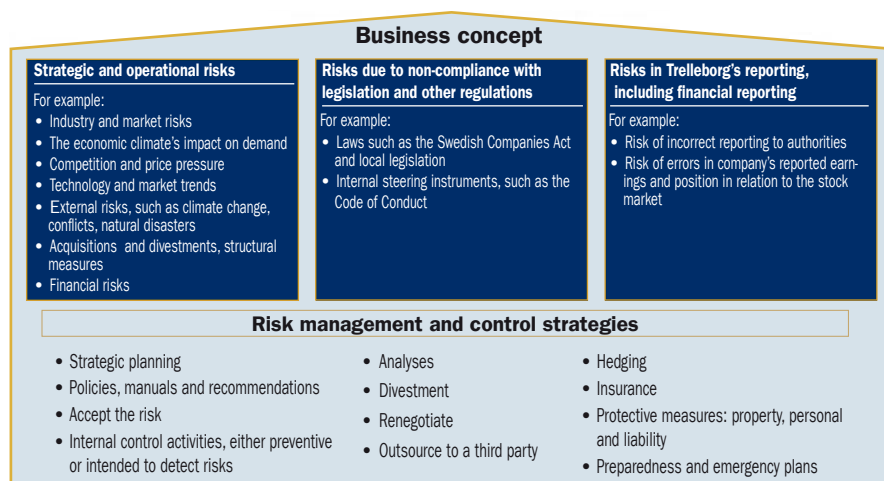 Business concept
Strategic and operational risks
For example:
• Industry and market risks
• The economic climate's impact on demand
• Competition and price pressure
• Technology and market trends
• External risks, such as climate change,
conflicts, natural disasters
• Acquisitions and divestments, structural
measures
• Financial risks
Risks due to non-compliance with
legislation and other regulations
For example:
• Laws such as the Swedish Companies Act
and local legislation
• Internal steering instruments, such as the
Code of Conduct
Risks in Trelleborg's reporting,
including financial reporting
For example:
• Risk of incorrect reporting to authorities
• Risk of errors in company's reported earn-
ings and position in relation to the stock
market
Risk management and control strategies
• Strategic planning
• Policies, manuals and recommendations
• Accept the risk
• Internal control activities, either preventive
or intended to detect risks
• Analyses
• Divestment
• Renegotiate
• Outsource to a third party
• Hedging
• Insurance
• Protective measures: property, personal
and liability
• Preparedness and emergency plans